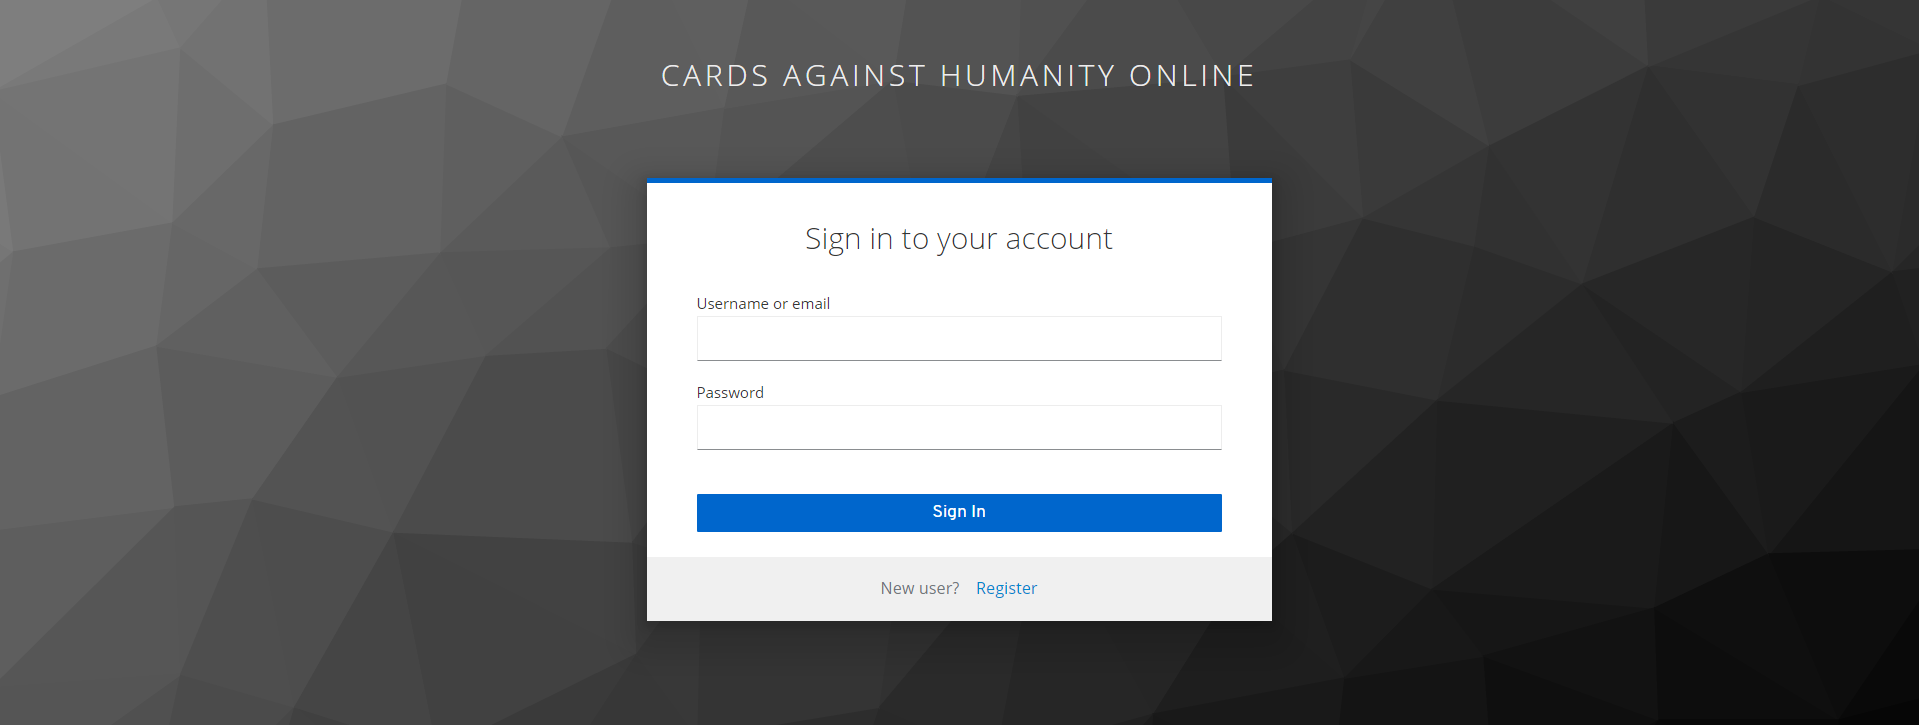 CARDS AGAINST HUMANITY ONLINE
Sign in to your account
Username or email
Password
Sign In
New user? Register